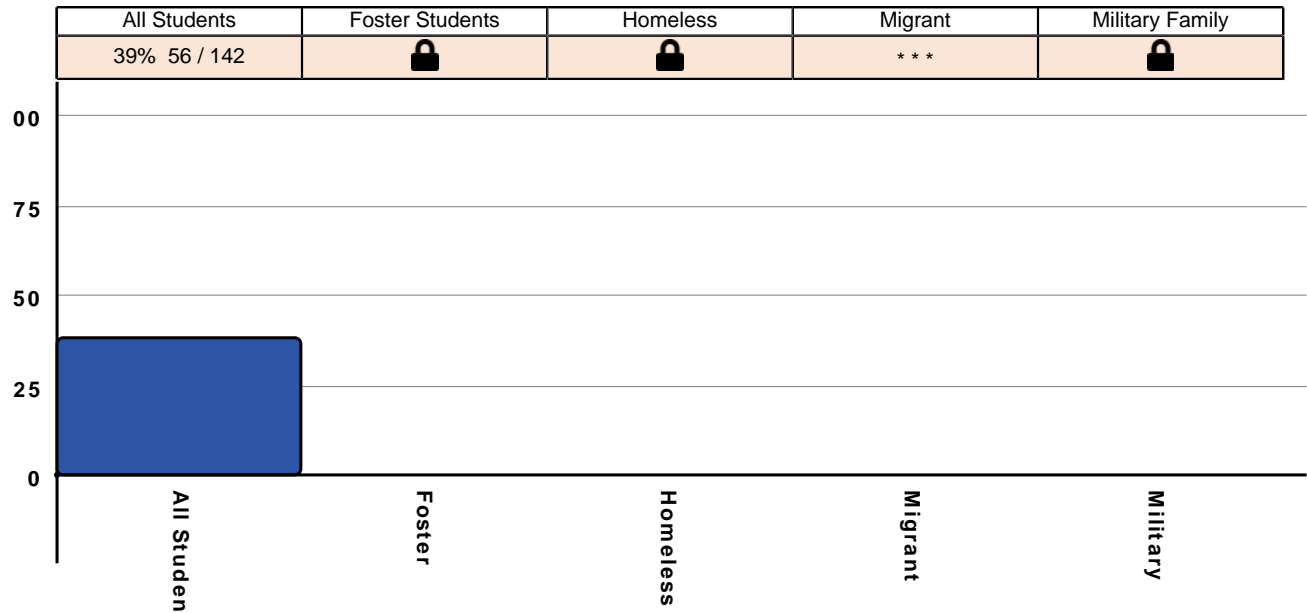 All Students Foster Students Homeless Migrant Military Family
39% 56 / 142 * * *
00
75
50
25
0
All Studen
Foster
Homeless
Migrant
Military